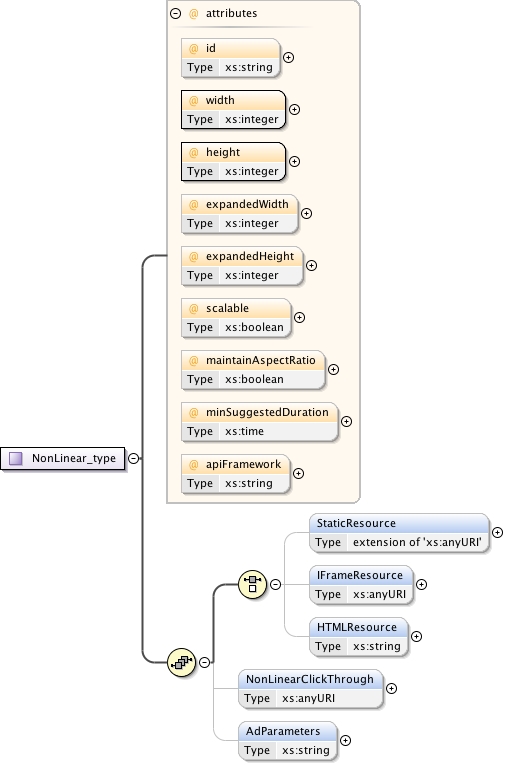 @ attributes
@ id
Type xs:string
@ width
Type xs:integer
@ height
Type xs:integer
@ expandedWidth
Type xs:integer
@ expandedHeight
Type xs:integer
@ scalable
Type xs:boolean
@ maintainAspectRatio
Type xs:boolean
@ minSuggestedDuration
Type xs:time
@ apiFramework
Type xs:string
NonLinear_type
StaticResource
Type extension of 'xs:anyURI'
IFrameResource
Type xs:anyURI
HTMLResource
Type xs:string
NonLinearClickThrough
Type xs:anyURI
AdParameters
Type xs:string